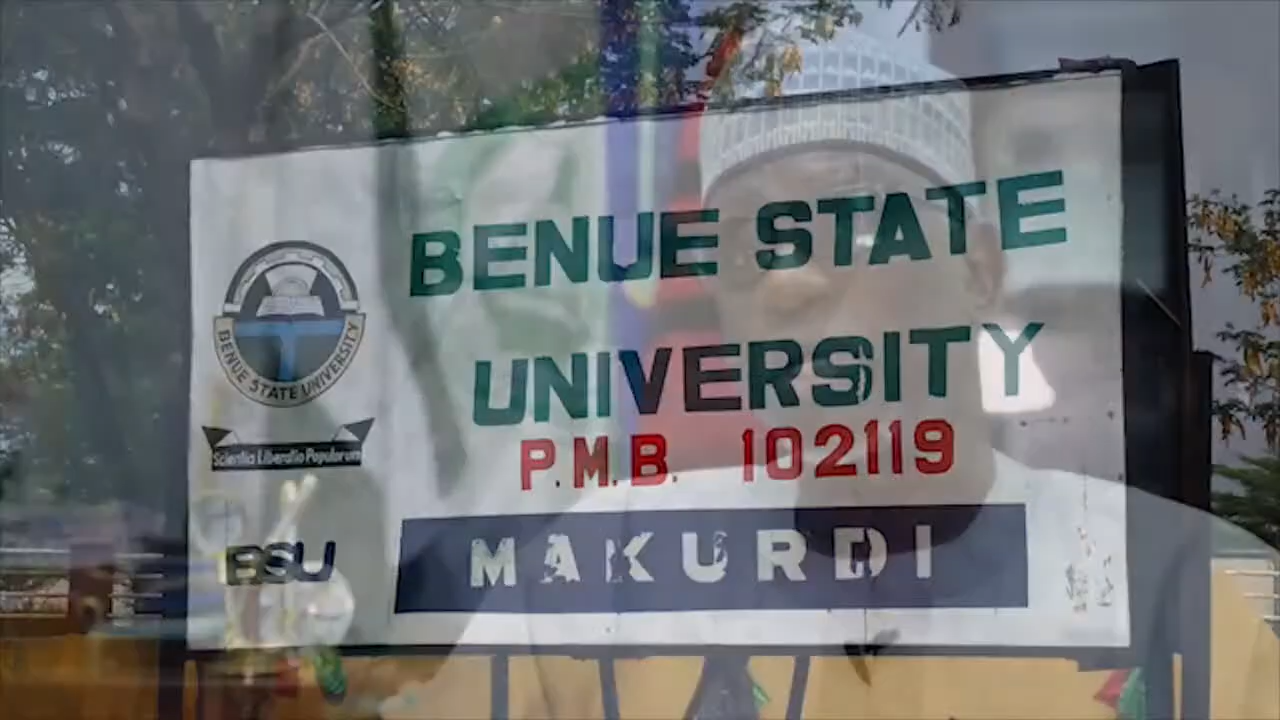 BENUE STATE
UNIVERSITY
P.M.B. 102119
MAKURDI
BENUE STATE UNIVERSITY
Scientia Liberatio Populorum
BSU